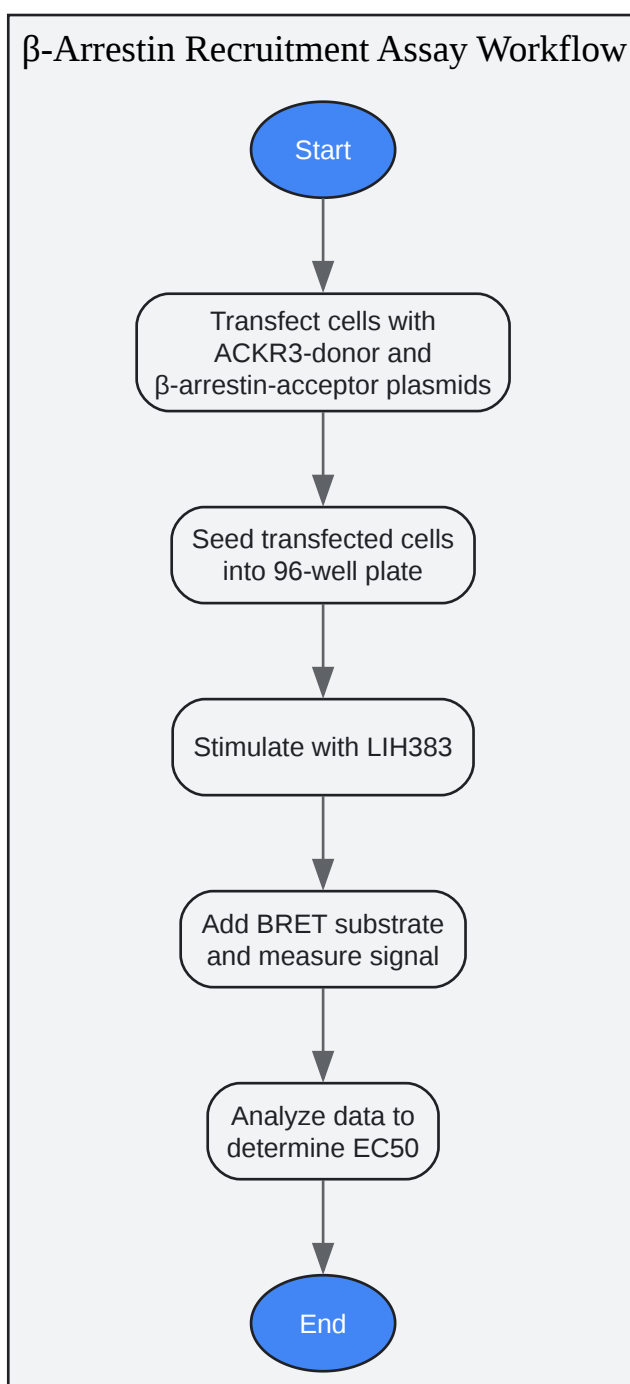 β-Arrestin Recruitment Assay Workflow
Start
Transfect cells with
ACKR3-donor and
β-arrestin-acceptor plasmids
Seed transfected cells
into 96-well plate
Stimulate with LIH383
Add BRET substrate
and measure signal
Analyze data to
determine EC50
End